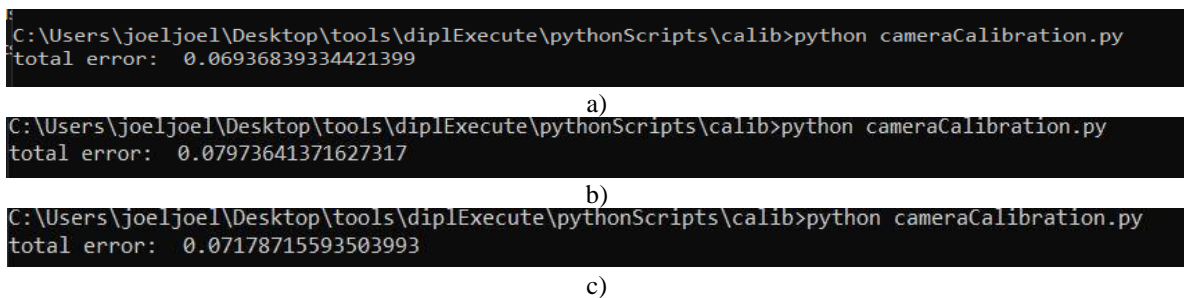 C:\Users\joeljoel\Desktop\tools\diplExecute\pythonScripts\calib>python cameraCalibration.py
total error:  0.06936839334421399
a)
C:\Users\joeljoel\Desktop\tools\diplExecute\pythonScripts\calib>python cameraCalibration.py
total error:  0.07973641371627317
b)
C:\Users\joeljoel\Desktop\tools\diplExecute\pythonScripts\calib>python cameraCalibration.py
total error:  0.07178715593503993
c)